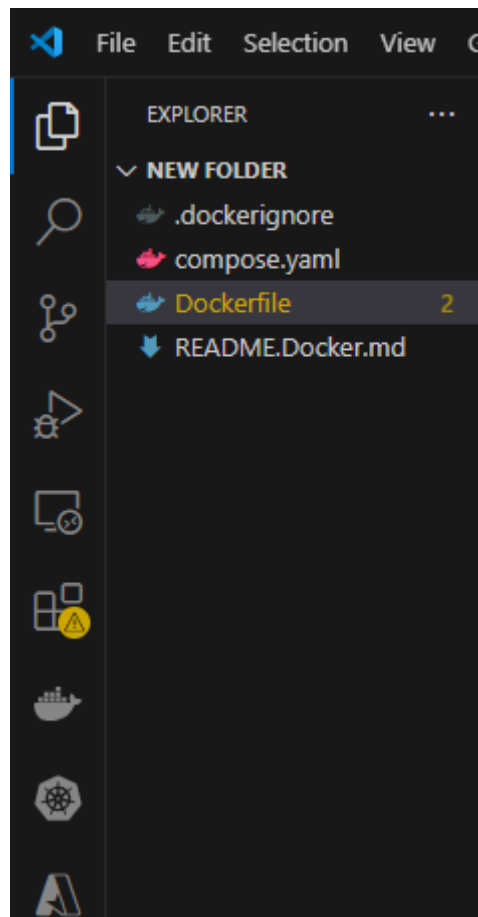 File Edit Selection View
EXPLORER ...
NEW FOLDER
.dockerignore
compose.yaml
Dockerfile 2
README.Docker.md